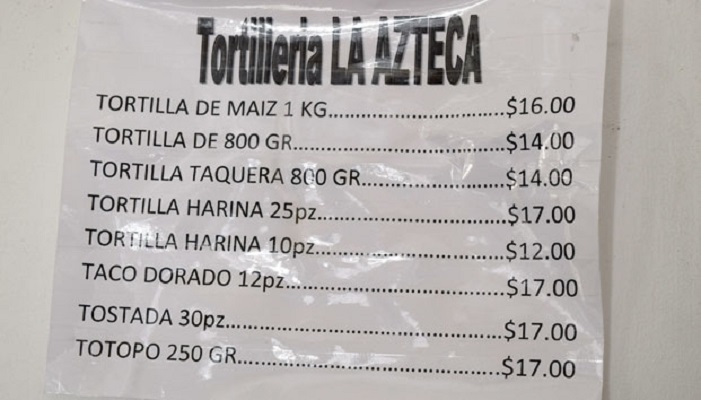 Tortilleria LA AZTECA
TORTILLA DE MAIZ 1 KG..............................$16.00
TORTILLA DE 800 GR....................................$14.00
TORTILLA TAQUERA 800 GR........................$14.00
TORTILLA HARINA 25pz................................$17.00
TORTILLA HARINA 10pz................................$12.00
TACO DORADO 12pz.....................................$17.00
TOSTADA 30pz...............................................$17.00
TOTOPO 250 GR.............................................$17.00